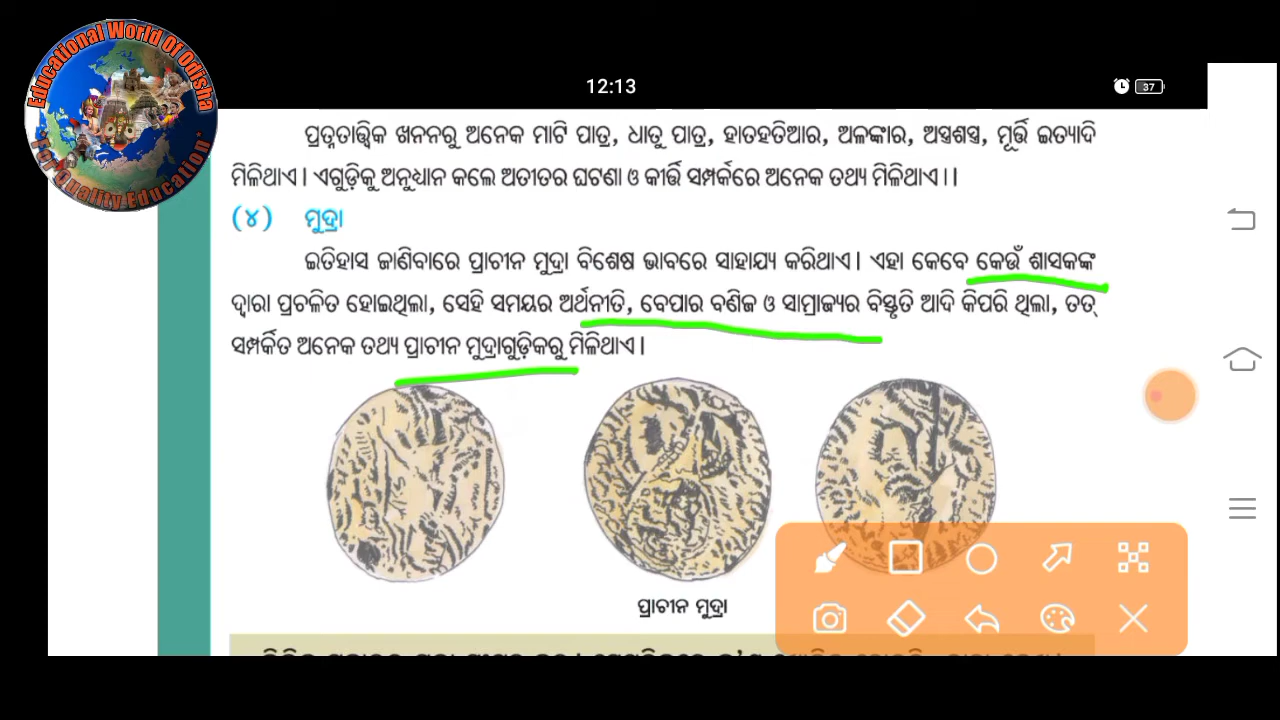 Educational World Of Odisha
For Quality Education
12:13
37
ପ୍ରତ୍ନତାତ୍ତ୍ୱିକ ଖନନରୁ ଅନେକ ମାଟି ପାତ୍ର, ଧାତୁ ପାତ୍ର, ହାତହତିଆର, ଅଳଙ୍କାର, ଅସ୍ତ୍ରଶସ୍ତ୍ର, ମୂର୍ତ୍ତି ଇତ୍ୟାଦି
ମିଳିଥାଏ। ଏଗୁଡ଼ିକୁ ଅନୁଧ୍ୟାନ କଲେ ଅତୀତର ଘଟଣା ଓ କୀର୍ତ୍ତି ସମ୍ପର୍କରେ ଅନେକ ତଥ୍ୟ ମିଳିଥାଏ।।
(୪) ମୁଦ୍ରା
ଇତିହାସ ଜାଣିବାରେ ପ୍ରାଚୀନ ମୁଦ୍ରା ବିଶେଷ ଭାବରେ ସାହାଯ୍ୟ କରିଥାଏ। ଏହା କେବେ କେଉଁ ଶାସକଙ୍କ
ଦ୍ୱାରା ପ୍ରଚଳିତ ହୋଇଥିଲା, ସେହି ସମୟର ଅର୍ଥନୀତି, ବେପାର ବଣିଜ ଓ ସାମ୍ରାଜ୍ୟର ବିସ୍ତୃତି ଆଦି କିପରି ଥିଲା, ତତ୍
ସମ୍ପର୍କିତ ଅନେକ ତଥ୍ୟ ପ୍ରାଚୀନ ମୁଦ୍ରାଗୁଡ଼ିକରୁ ମିଳିଥାଏ।
ପ୍ରାଚୀନ ମୁଦ୍ରା